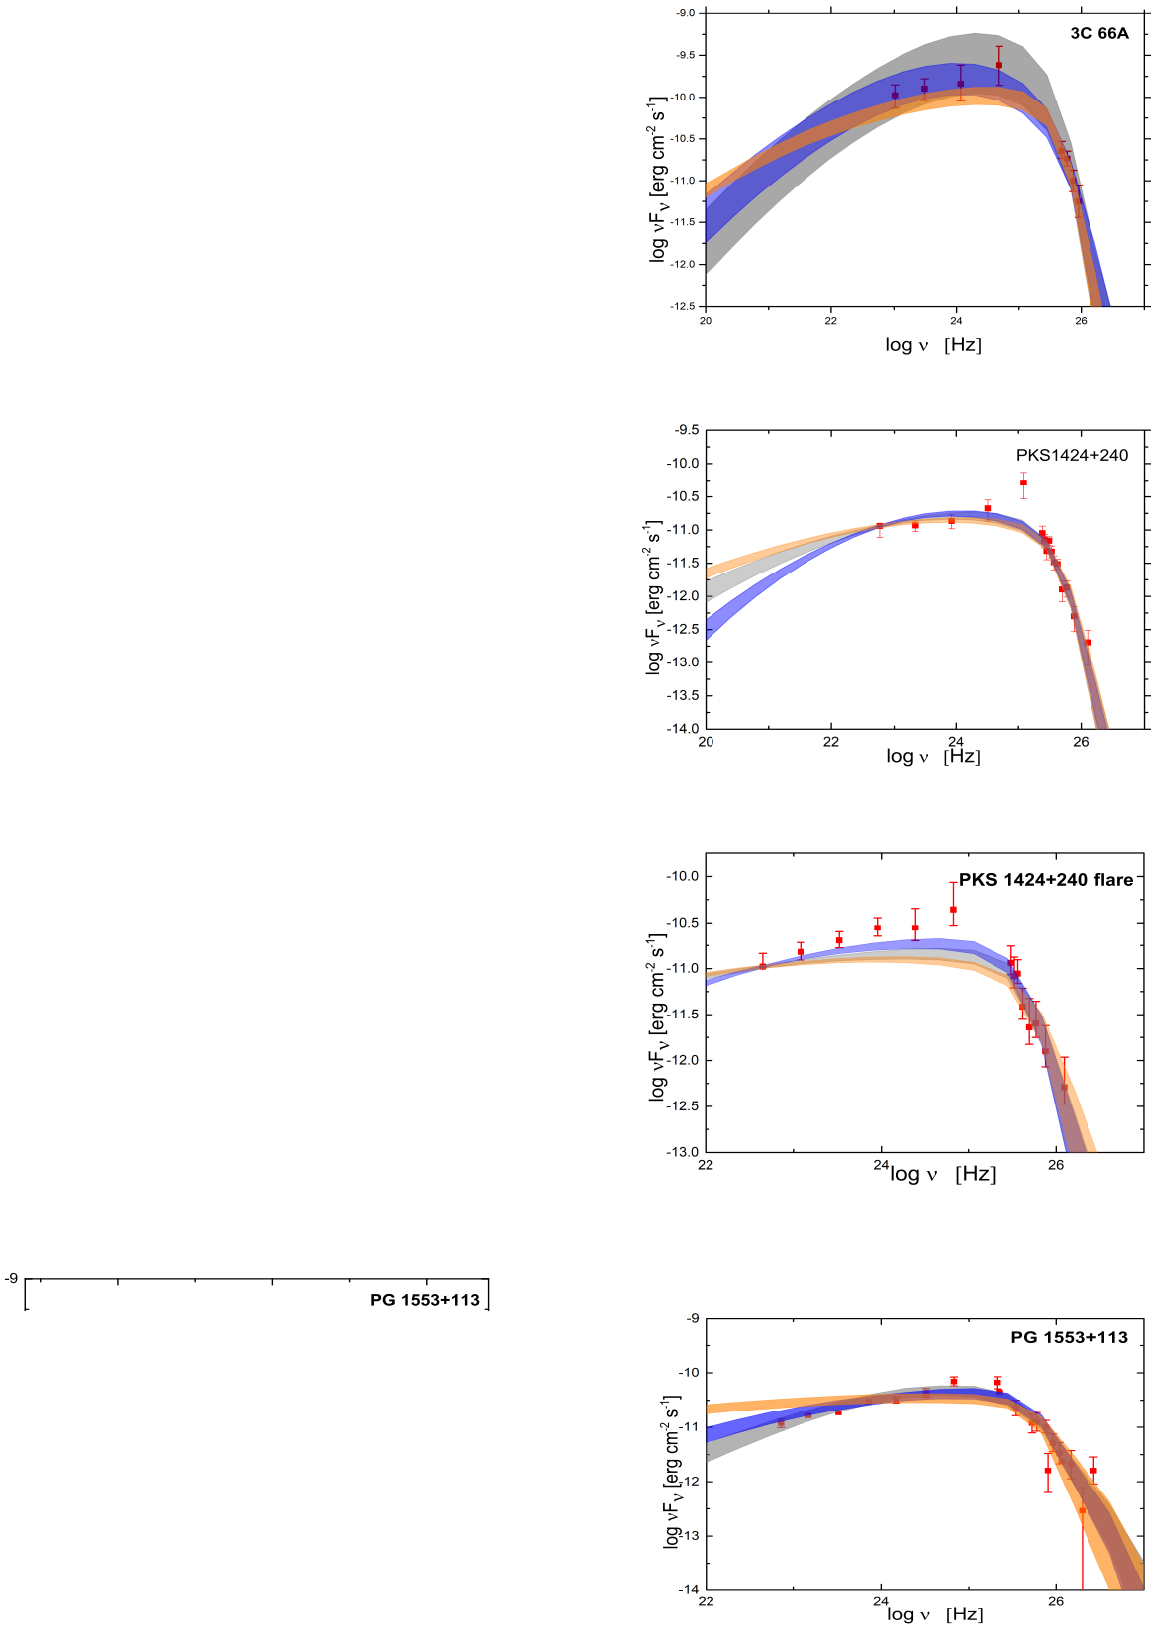 -9.0
3C 66A
-9.5
-10.0
-10.5
-11.0
-11.5
-12.0
-12.5
log νFν [erg cm-2 s-1]
20 22 24 26
log ν [Hz]
-9.5
PKS1424+240
-10.0
-10.5
-11.0
-11.5
-12.0
-12.5
-13.0
-13.5
-14.0
log νFν [erg cm-2 s-1]
20 22 24 26
log ν [Hz]
PKS 1424+240 flare
-10.0
-10.5
-11.0
-11.5
-12.0
-12.5
-13.0
log νFν [erg cm-2 s-1]
22 24 26
log ν [Hz]
-9
PG 1553+113
-9
PG 1553+113
-10
-11
-12
-13
-14
log νFν [erg cm-2 s-1]
22 24 26
log ν [Hz]